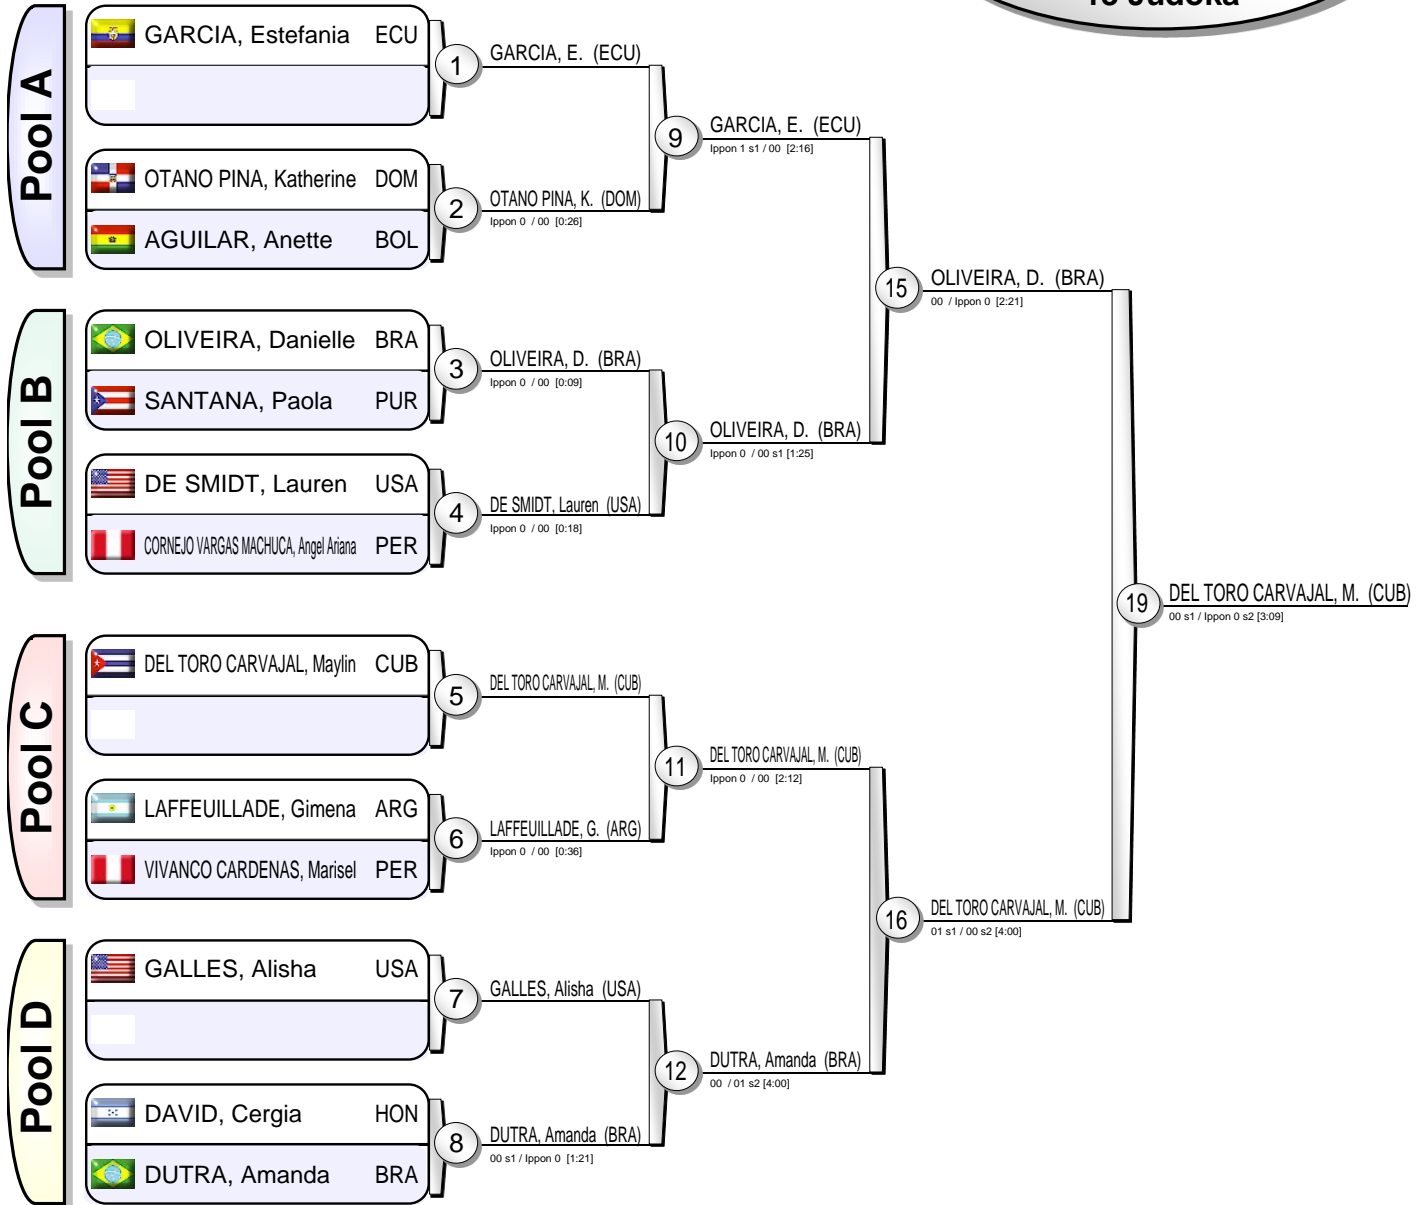 13 Judoka
Pool A
GARCIA, Estefania ECU
OTANO PINA, Katherine DOM
AGUILAR, Anette BOL
Pool B
OLIVEIRA, Danielle BRA
SANTANA, Paola PUR
DE SMIDT, Lauren USA
CORNEJO VARGAS MACHUCA, Angel Ariana PER
Pool C
DEL TORO CARVAJAL, Maylin CUB
LAFFEUILLADE, Gimena ARG
VIVANCO CARDENAS, Marisel PER
Pool D
GALLES, Alisha USA
DAVID, Cergia HON
DUTRA, Amanda BRA
1
GARCIA, E. (ECU)
2
OTANO PINA, K. (DOM)
Ippon 0 / 00 [0:26]
3
OLIVEIRA, D. (BRA)
Ippon 0 / 00 [0:09]
4
DE SMIDT, Lauren (USA)
Ippon 0 / 00 [0:18]
5
DEL TORO CARVAJAL, M. (CUB)
6
LAFFEUILLADE, G. (ARG)
Ippon 0 / 00 [0:36]
7
GALLES, Alisha (USA)
8
DUTRA, Amanda (BRA)
00 s1 / Ippon 0 [1:21]
9
GARCIA, E. (ECU)
Ippon 1 s1 / 00 [2:16]
10
OLIVEIRA, D. (BRA)
Ippon 0 / 00 s1 [1:25]
11
DEL TORO CARVAJAL, M. (CUB)
Ippon 0 / 00 [2:12]
12
DUTRA, Amanda (BRA)
00 / 01 s2 [4:00]
15
OLIVEIRA, D. (BRA)
00 / Ippon 0 [2:21]
16
DEL TORO CARVAJAL, M. (CUB)
01 s1 / 00 s2 [4:00]
19
DEL TORO CARVAJAL, M. (CUB)
00 s1 / Ippon 0 s2 [3:09]